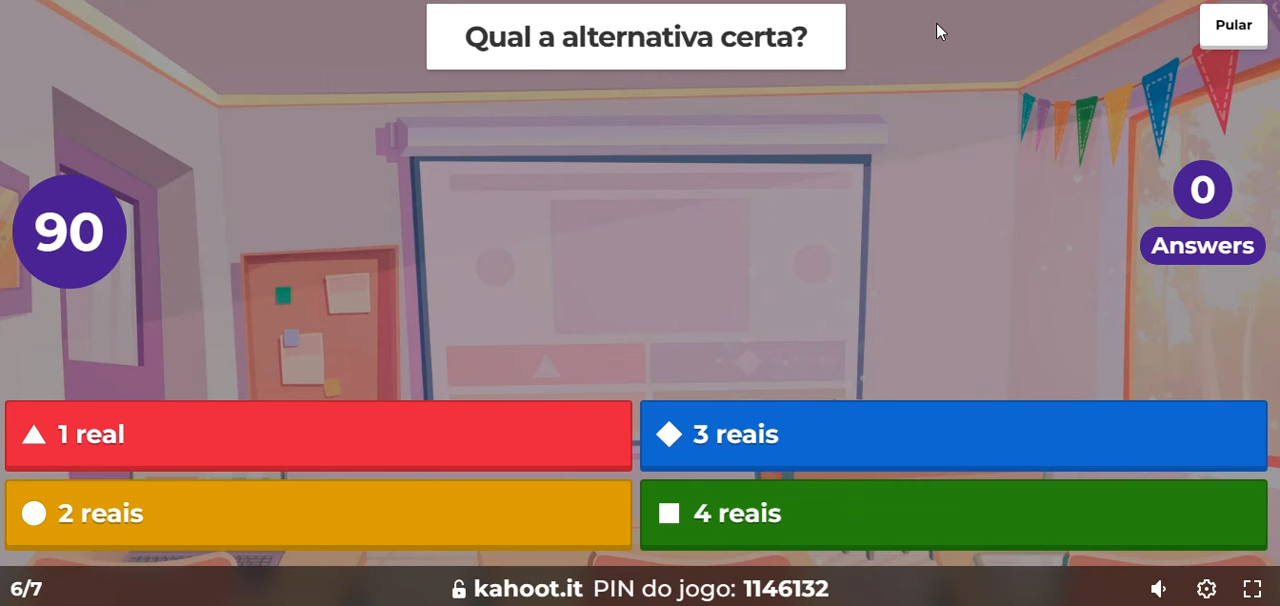 Qual a alternativa certa?
Pular
90
0
Answers
1 real
3 reais
2 reais
4 reais
6/7
kahoot.it PIN do jogo: 1146132